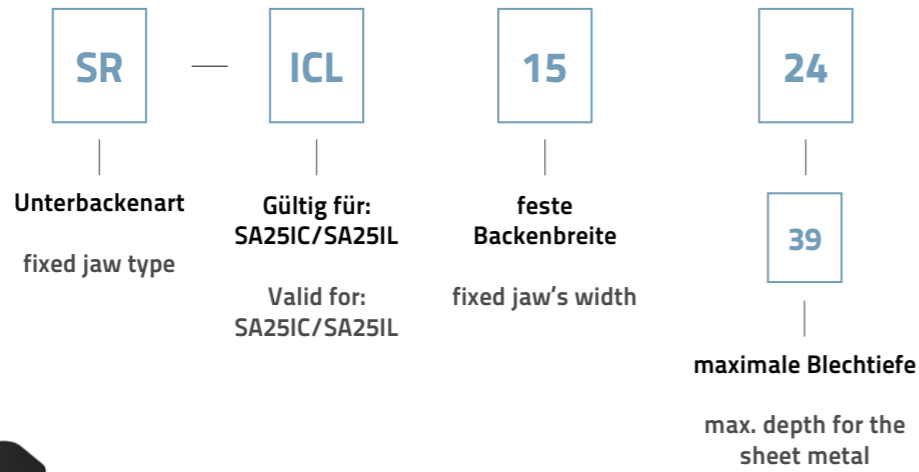 SR — ICL 15 24
Unterbackenart
fixed jaw type
Gültig für:
SA25IC/SA25IL
Valid for:
SA25IC/SA25IL
feste
Backenbreite
fixed jaw's width
39
maximale Blechtiefe
max. depth for the
sheet metal